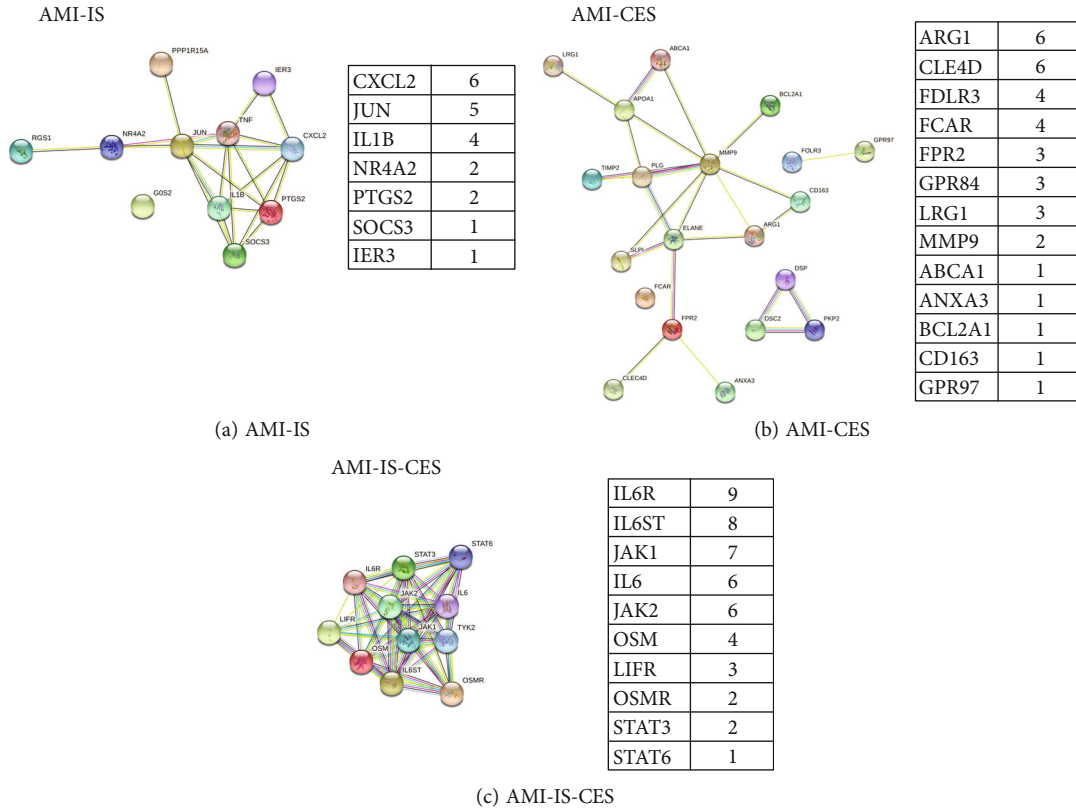 AMI-IS
PPP1R15A
IER3
TNF
CXCL2
RGS1
NR4A2
JUN
G0S2
IL1B
PTGS2
SOCS3
CXCL2 6
JUN 5
IL1B 4
NR4A2 2
PTGS2 2
SOCS3 1
IER3 1
(a) AMI-IS
AMI-CES
LRG1
ABCA1
APOA1
BCL2A1
MMP9
GPR97
FOLR3
TIMP2
PLG
CD163
ARG1
ELANE
SLPI
FCAR
DSP
FPR2
DSC2
PKP2
CLEC4D
ANXA3
ARG1 6
CLE4D 6
FDLR3 4
FCAR 4
FPR2 3
GPR84 3
LRG1 3
MMP9 2
ABCA1 1
ANXA3 1
BCL2A1 1
CD163 1
GPR97 1
(b) AMI-CES
AMI-IS-CES
STAT6
STAT3
IL6R
JAK2
IL6
LIFR
JAK1
TYK2
OSM
IL6ST
OSMR
IL6R 9
IL6ST 8
JAK1 7
IL6 6
JAK2 6
OSM 4
LIFR 3
OSMR 2
STAT3 2
STAT6 1
(c) AMI-IS-CES